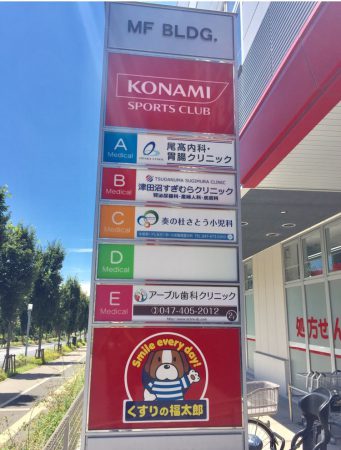 MF BLDG.
KONAMI
SPORTS CLUB
A
Medical
尾高内科・
胃腸クリニック
B
Medical
TSUDANUMA SUGIMURA CLINIC
津田沼すぎむらクリニック
C
Medical
奏の杜さとう小児科
D
Medical
E
Medical
アーブル歯科クリニック
047-405-2012
Smile every day!
くすりの福太郎
処方せん